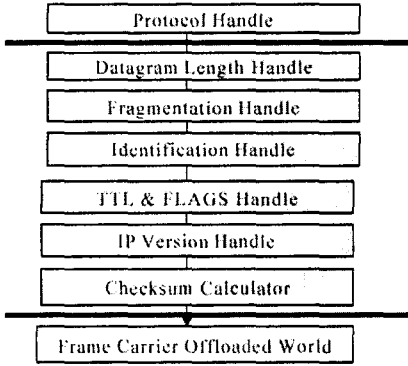 Protocol Handle
Datagram Length Handle
Fragmentation Handle
Identification Handle
TTL & FLAGS Handle
IP Version Handle
Checksum Calculator
Frame Carrier Offloaded World